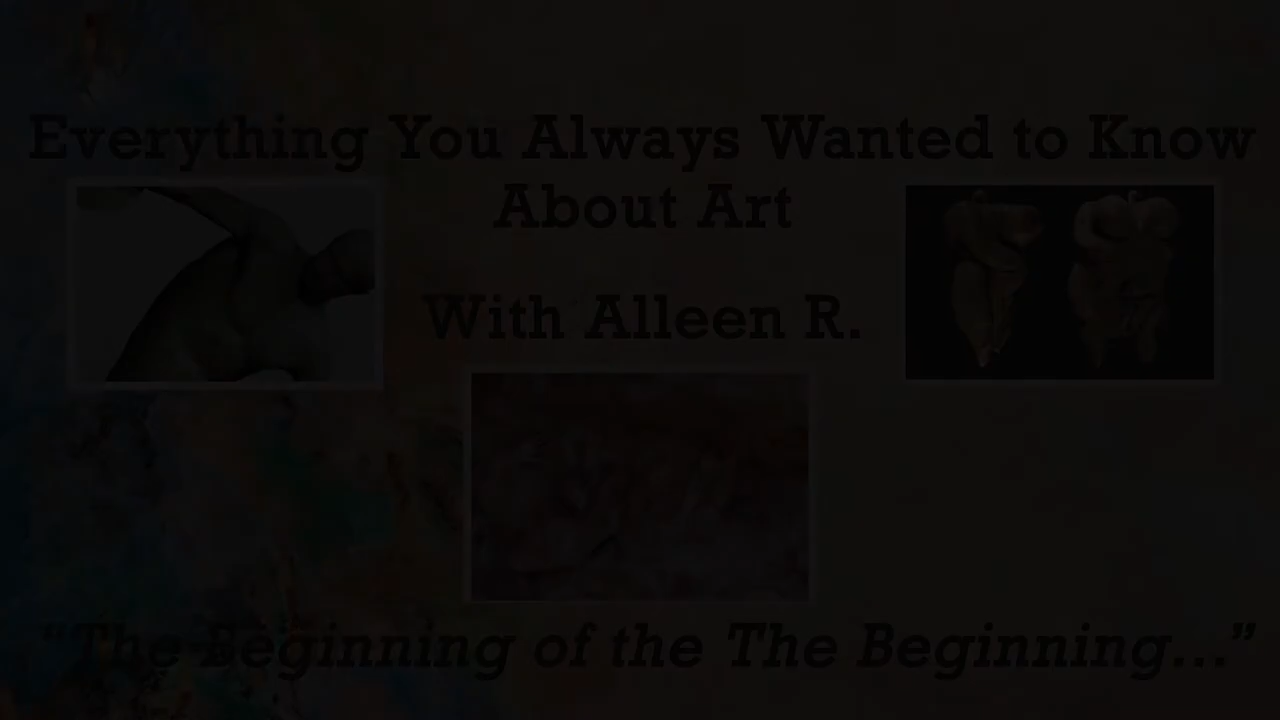 Everything You Always Wanted to Know
About Art
With Alleen R.
“The Beginning of the The Beginning...”